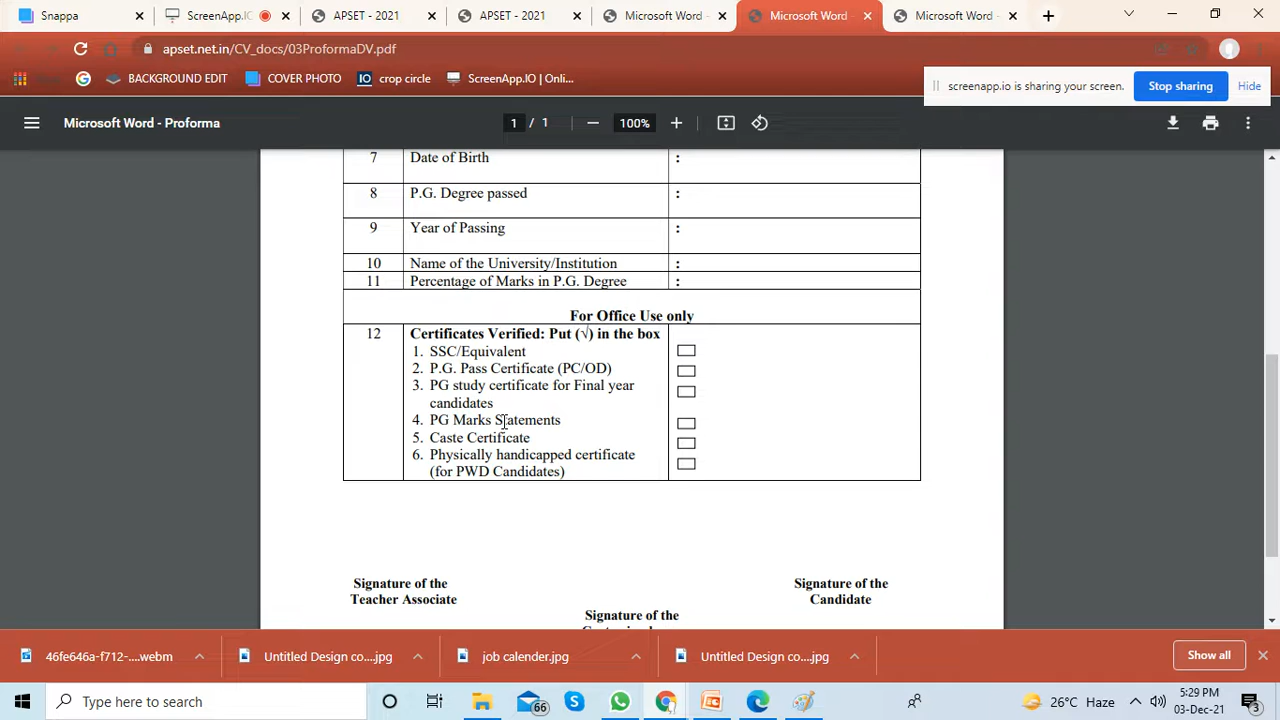 Snappa
ScreenApp.IO
APSET - 2021
APSET - 2021
Microsoft Word -
Microsoft Word -
Microsoft Word -
apset.net.in/CV_docs/03ProformaDV.pdf
BACKGROUND EDIT
COVER PHOTO
crop circle
ScreenApp.IO | Onli...
screenapp.io is sharing your screen.
Stop sharing
Hide
Microsoft Word - Proforma
1 / 1
100%
7 Date of Birth :
8 P.G. Degree passed :
9 Year of Passing :
10 Name of the University/Institution :
11 Percentage of Marks in P.G. Degree :
For Office Use only
12 Certificates Verified: Put (√) in the box
1. SSC/Equivalent
2. P.G. Pass Certificate (PC/OD)
3. PG study certificate for Final year
candidates
4. PG Marks Statements
5. Caste Certificate
6. Physically handicapped certificate
(for PWD Candidates)
Signature of the
Teacher Associate
Signature of the
Candidate
Signature of the
46fe646a-f712-....webm
Untitled Design co....jpg
job calender.jpg
Untitled Design co....jpg
Show all
Type here to search
66
26°C Haze
5:29 PM
03-Dec-21
3